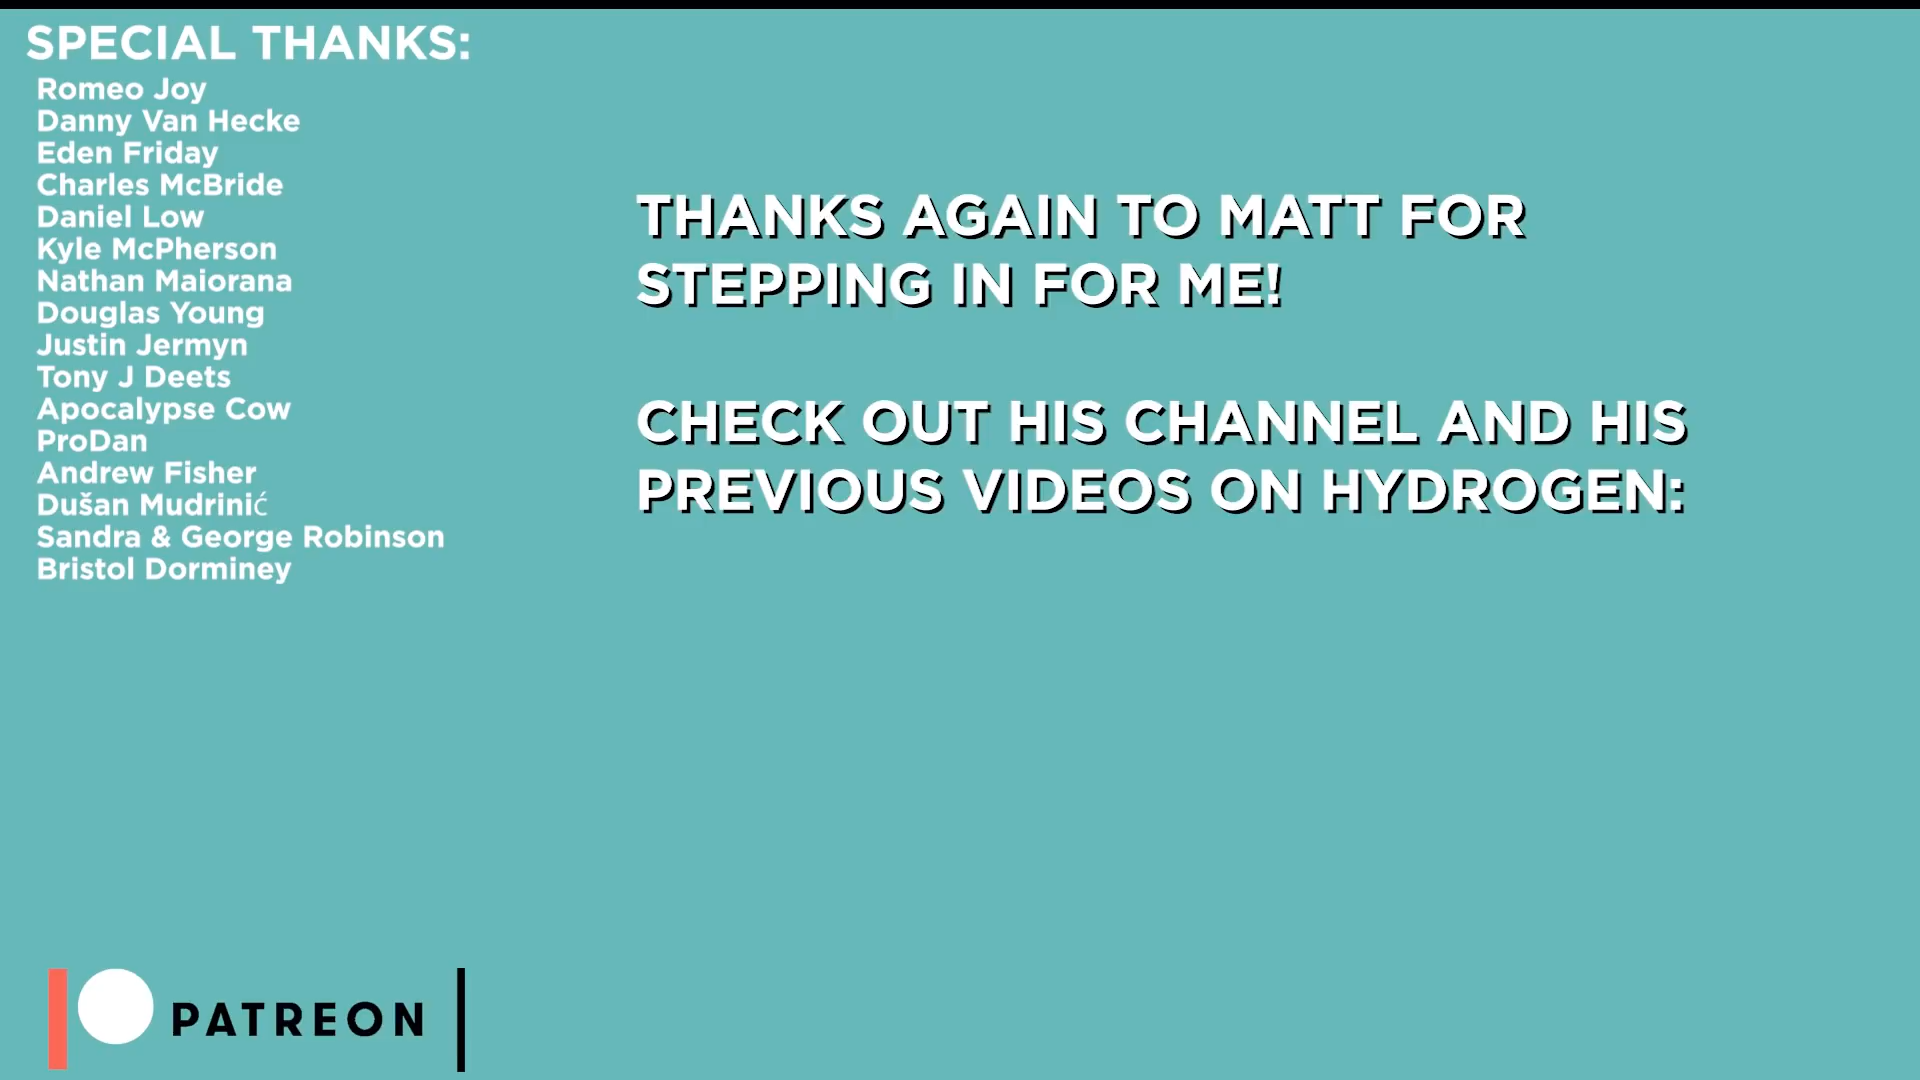 SPECIAL THANKS:
Romeo Joy
Danny Van Hecke
Eden Friday
Charles McBride
Daniel Low
Kyle McPherson
Nathan Maiorana
Douglas Young
Justin Jermyn
Tony J Deets
Apocalypse Cow
ProDan
Andrew Fisher
Dušan Mudrinić
Sandra & George Robinson
Bristol Dorminey
THANKS AGAIN TO MATT FOR
STEPPING IN FOR ME!
CHECK OUT HIS CHANNEL AND HIS
PREVIOUS VIDEOS ON HYDROGEN:
PATREON